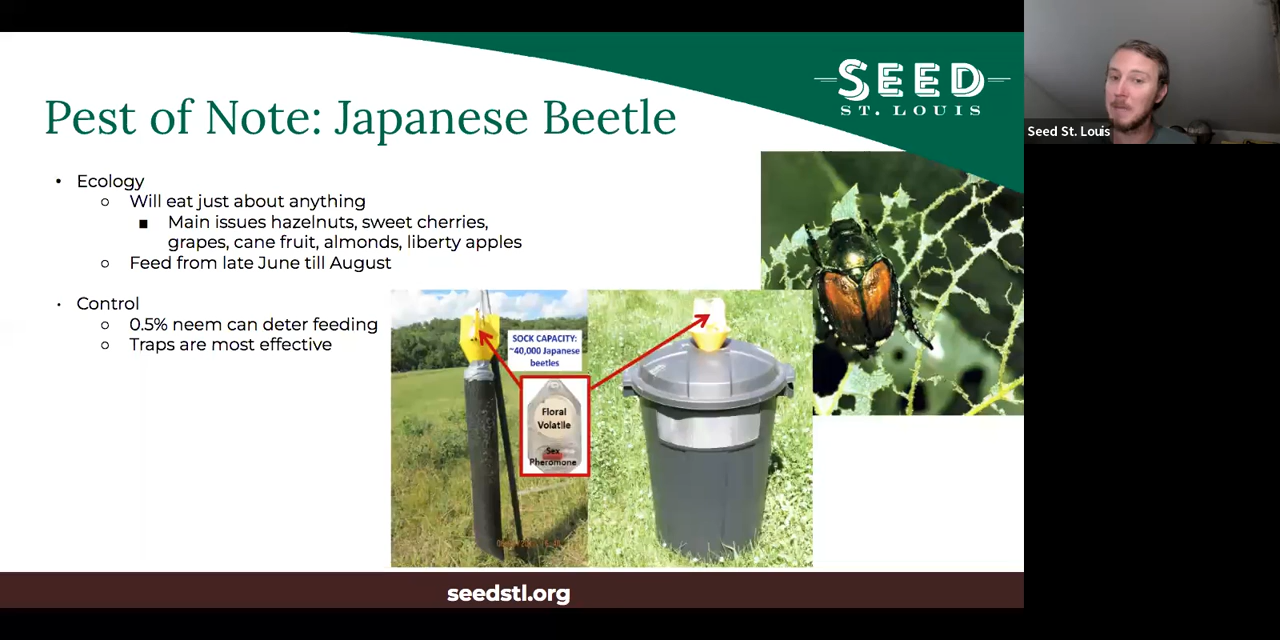 SEED
ST. LOUIS
Seed St. Louis
Pest of Note: Japanese Beetle
• Ecology
○ Will eat just about anything
■ Main issues hazelnuts, sweet cherries,
grapes, cane fruit, almonds, liberty apples
○ Feed from late June till August
• Control
○ 0.5% neem can deter feeding
○ Traps are most effective
SOCK CAPACITY:
~40,000 Japanese
beetles
Floral
Volatile
Sex
Pheromone
seedstl.org